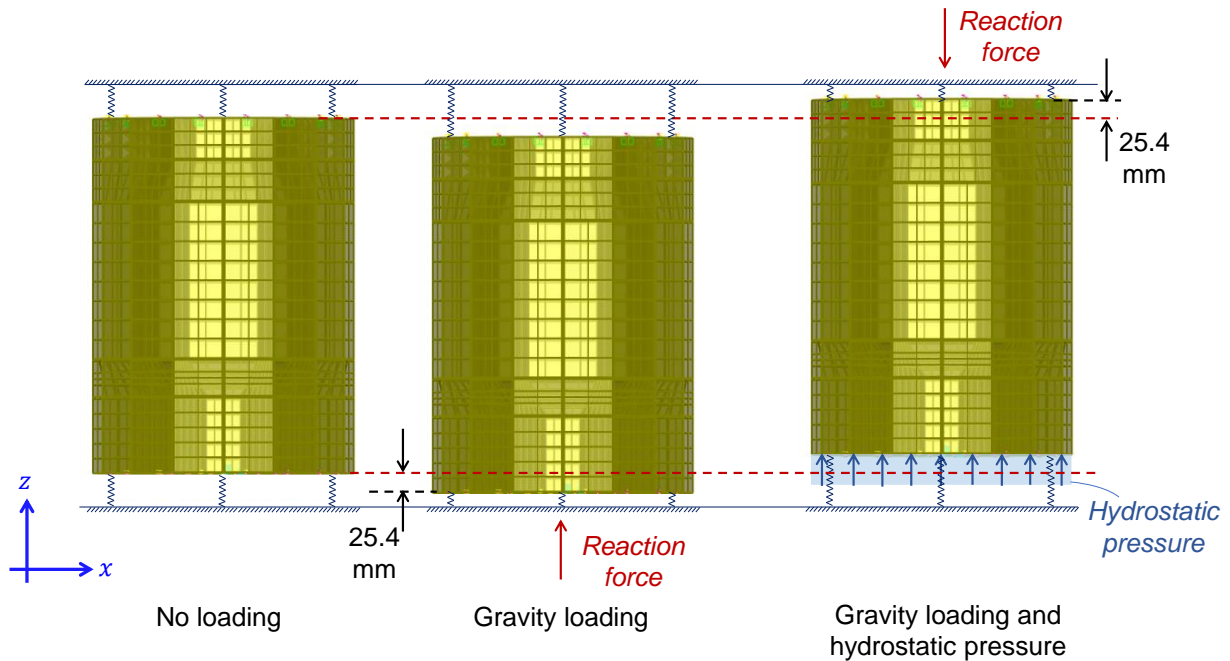 Reaction
force
25.4
mm
z
x
25.4
mm
Reaction
force
Hydrostatic
pressure
No loading
Gravity loading
Gravity loading and
hydrostatic pressure